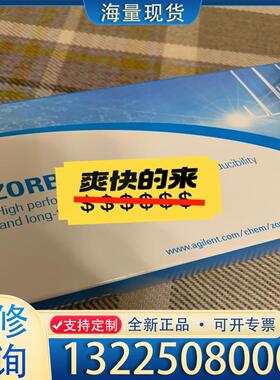 海量现货
ZORB
ucibility
High perfo
and long-
爽快的来
$$$$$$
www.agilent.com/chem/zo
修
询
✓支持定制 全新正品 · 可开专票
1322508000